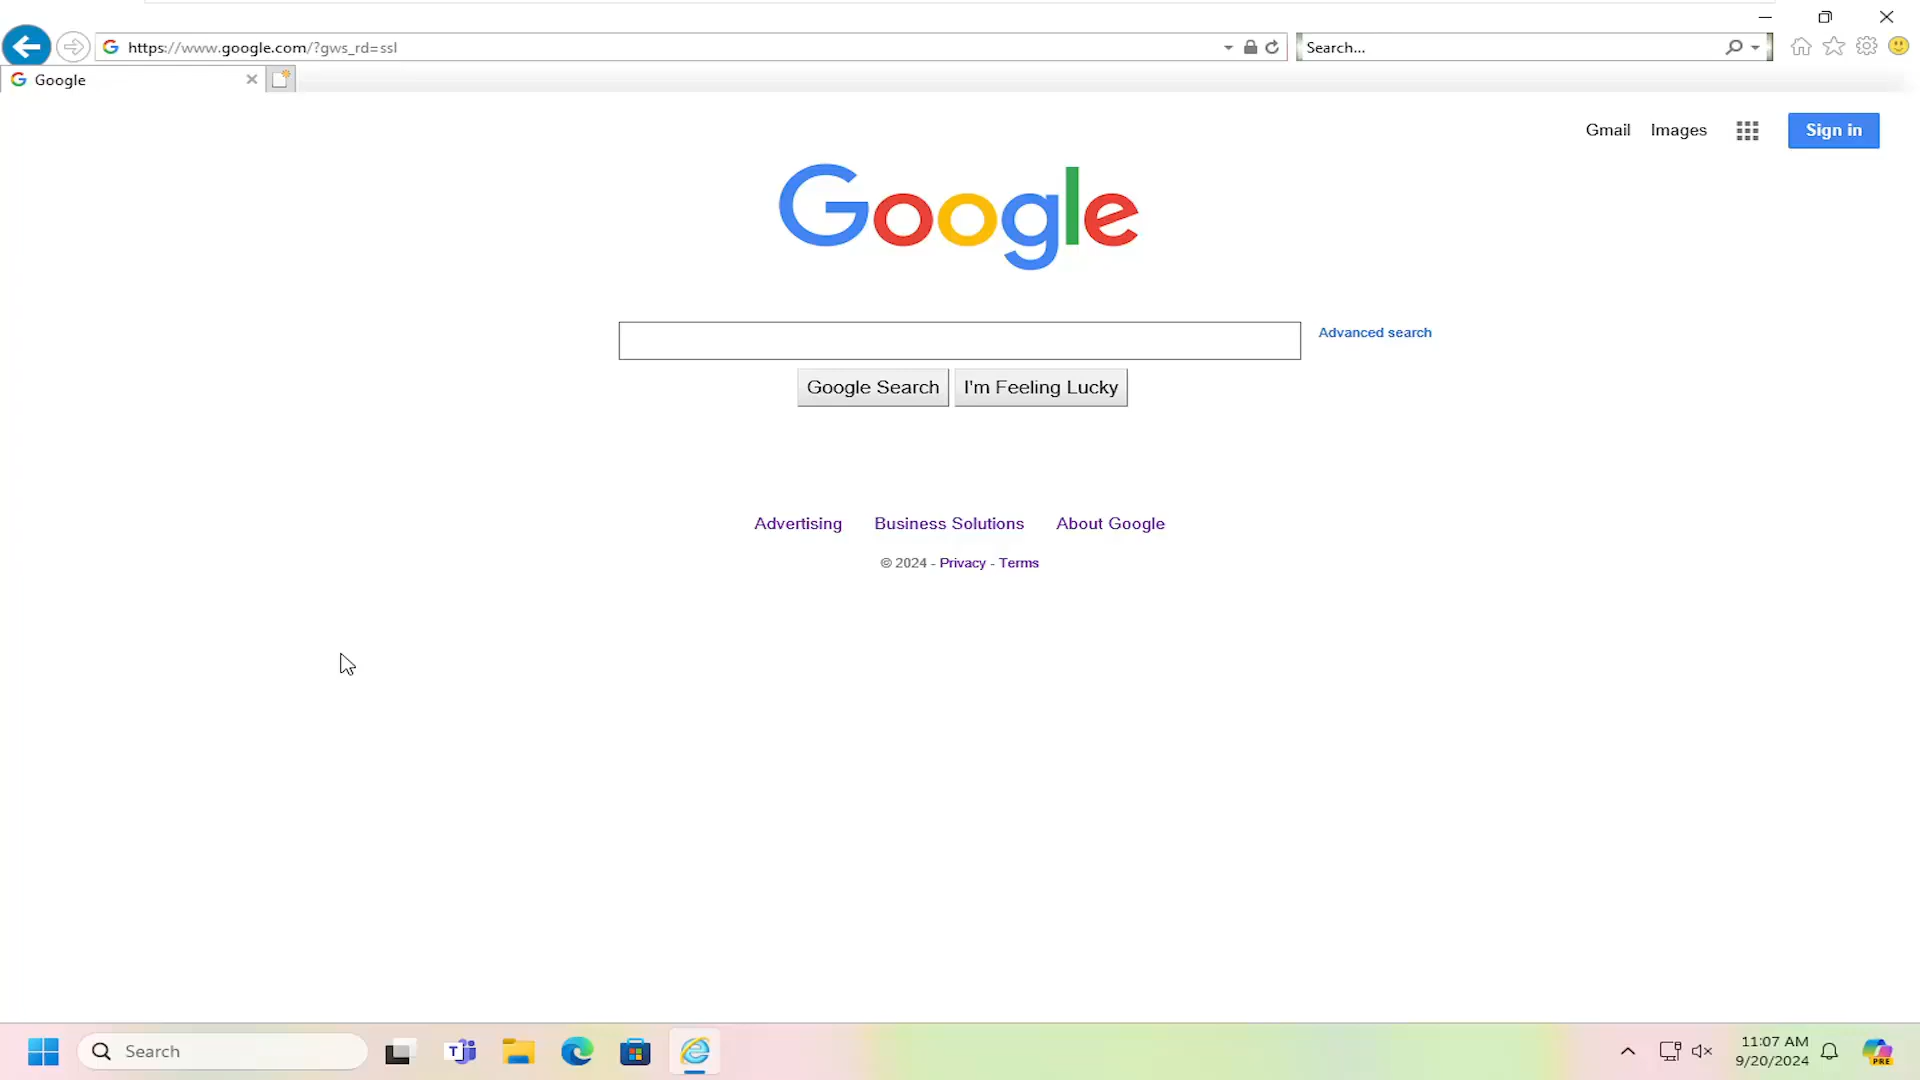 https://www.google.com/?gws_rd=ssl
Search...
Google
Gmail Images
Sign in
Google
Advanced search
Google Search
I'm Feeling Lucky
Advertising Business Solutions About Google
© 2024 - Privacy - Terms
Search
T
11:07 AM
9/20/2024
PRE